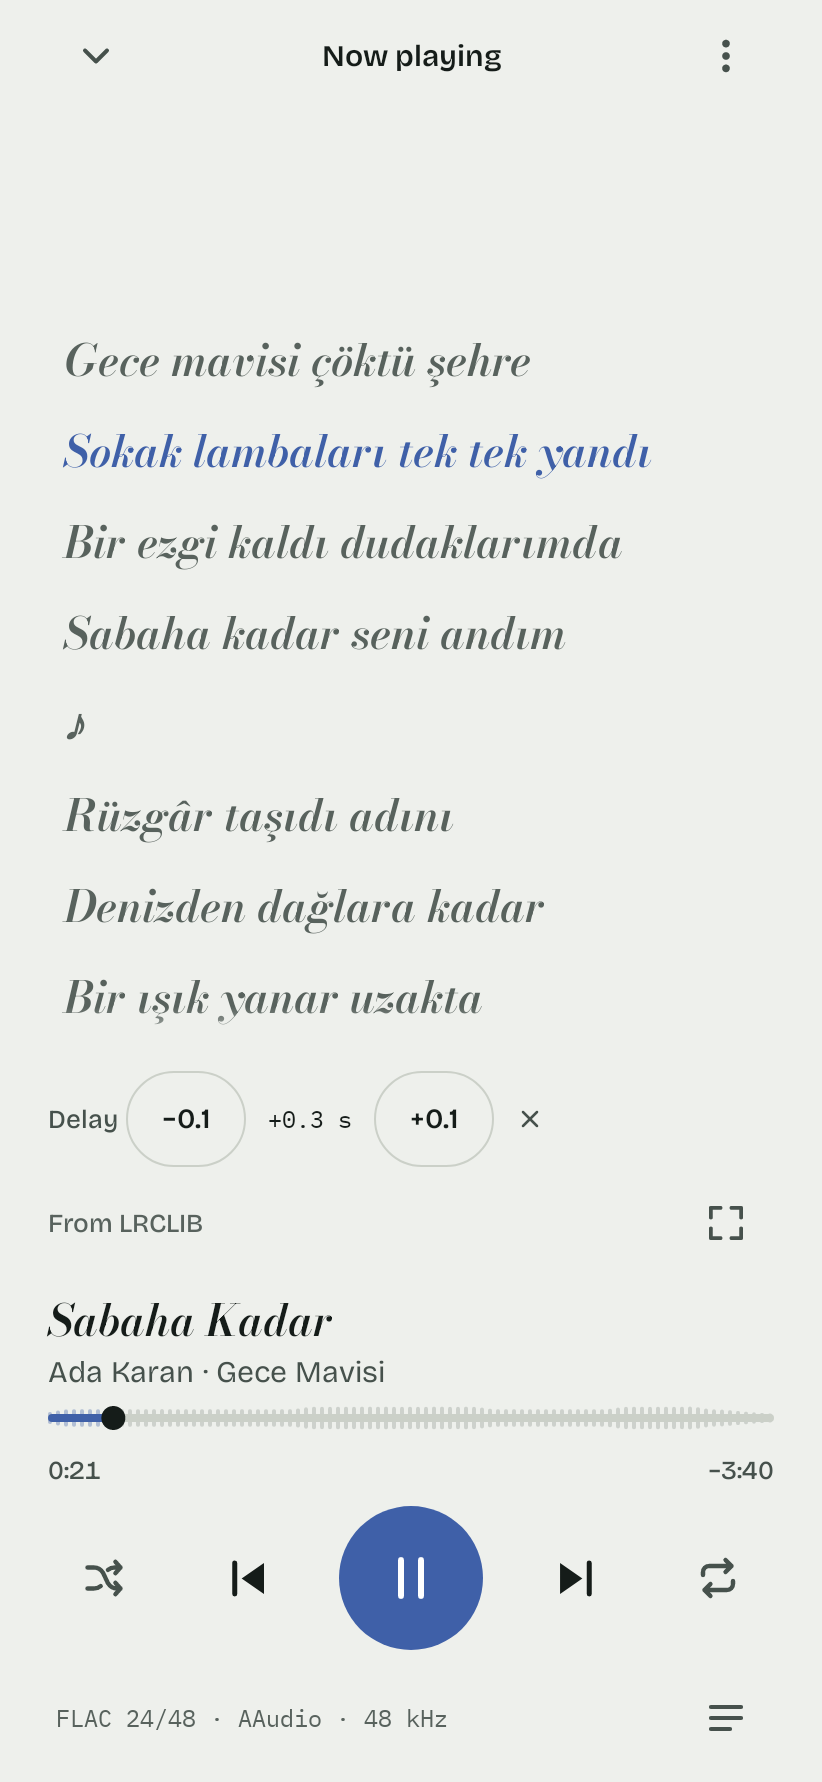 Now playing
Gece mavisi çöktü şehre
Sokak lambaları tek tek yandı
Bir ezgi kaldı dudaklarımda
Sabaha kadar seni andım
♪
Rüzgâr taşıdı adını
Denizden dağlara kadar
Bir ışık yanar uzakta
Delay −0.1 +0.3 s +0.1 ×
From LRCLIB
Sabaha Kadar
Ada Karan · Gece Mavisi
0:21 −3:40
FLAC 24/48 · AAudio · 48 kHz